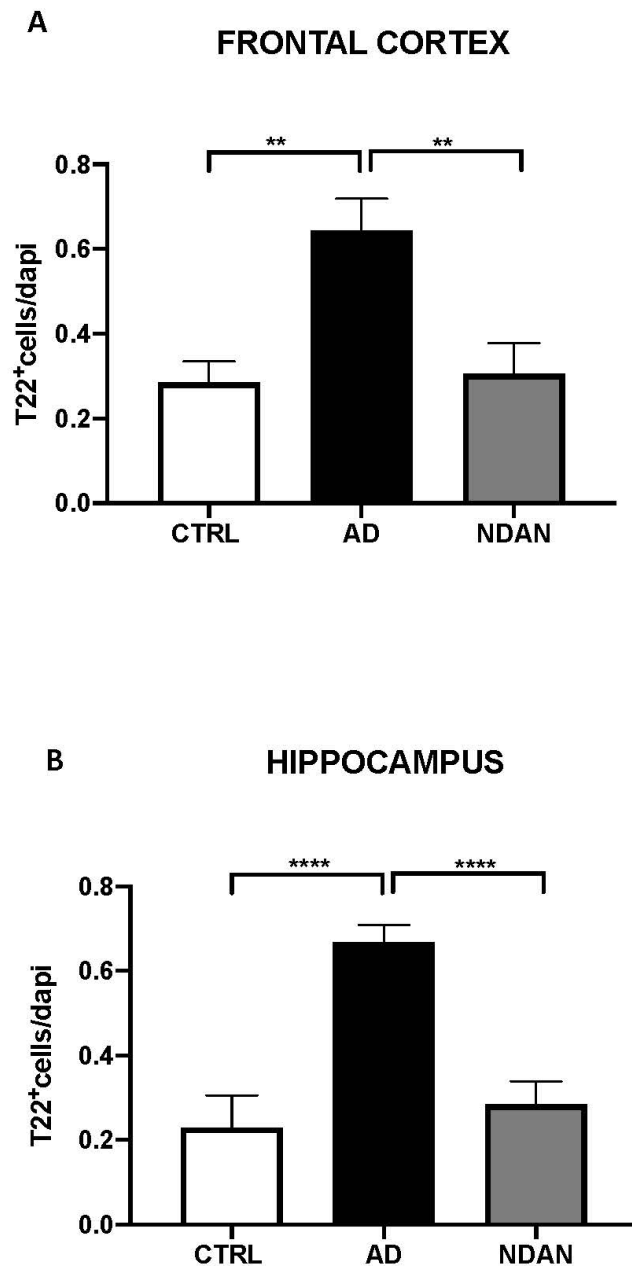 A
FRONTAL CORTEX
** **
0.8
0.6
0.4
0.2
0.0
T22⁺cells/dapi
CTRL AD NDAN
B
HIPPOCAMPUS
**** ****
0.8
0.6
0.4
0.2
0.0
T22⁺cells/dapi
CTRL AD NDAN